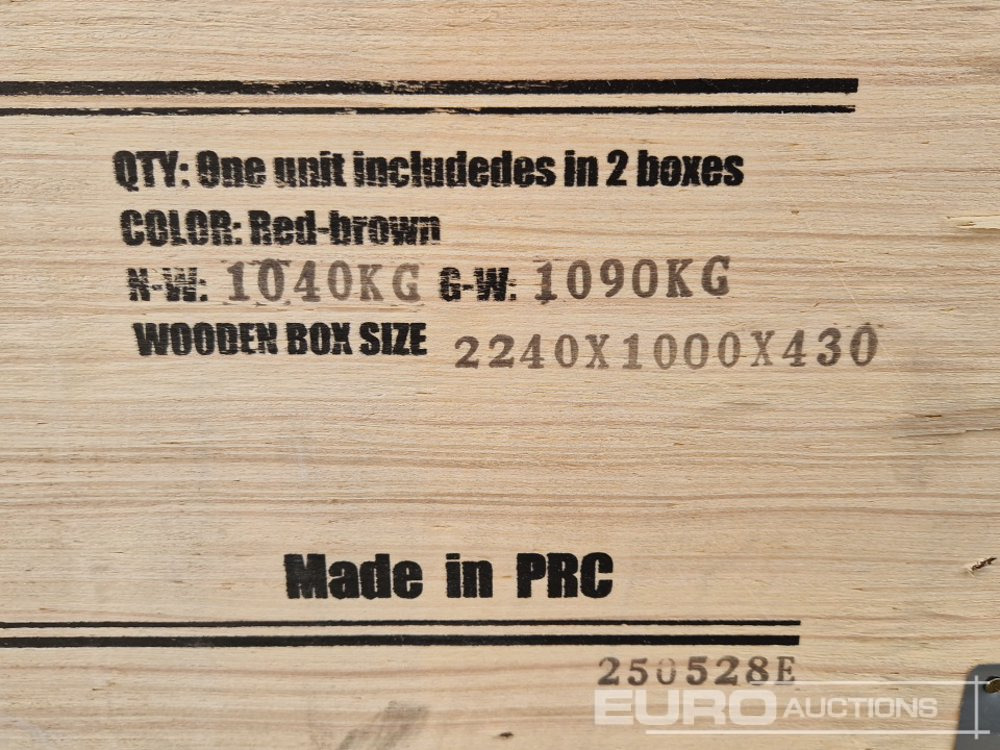 QTY: One unit includedes in 2 boxes
COLOR: Red-brown
N-W: 1040KG G-W: 1090KG
WOODEN BOX SIZE 2240X1000X430
Made in PRC
250528E
EURO AUCTIONS